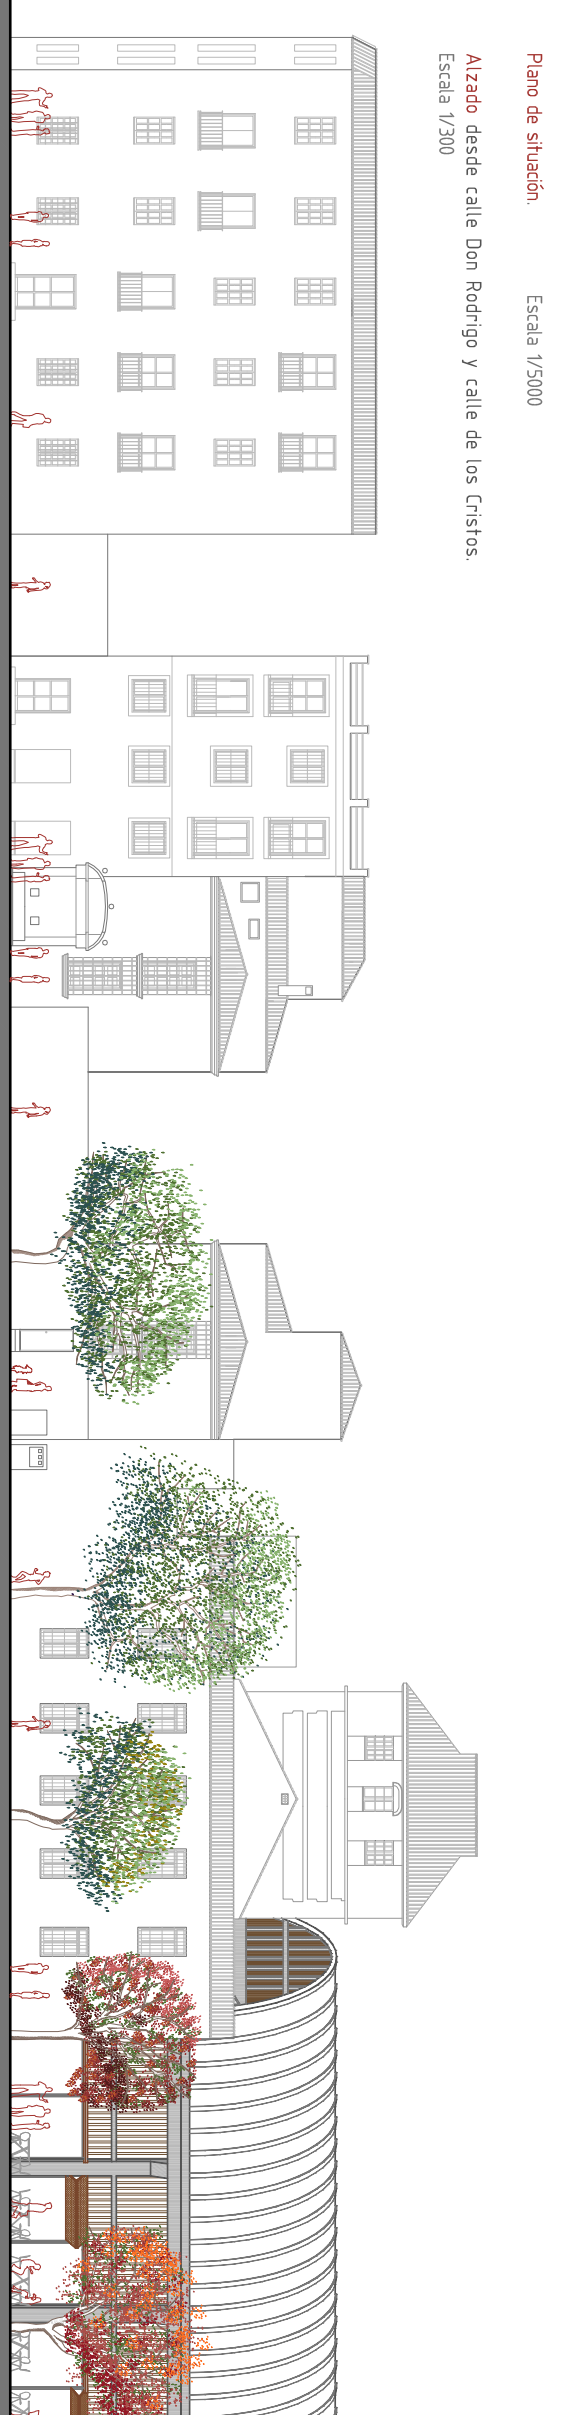 Plano de situación. Escala 1/5000
Alzado desde calle Don Rodrigo y calle de los Cristos.
Escala 1/300